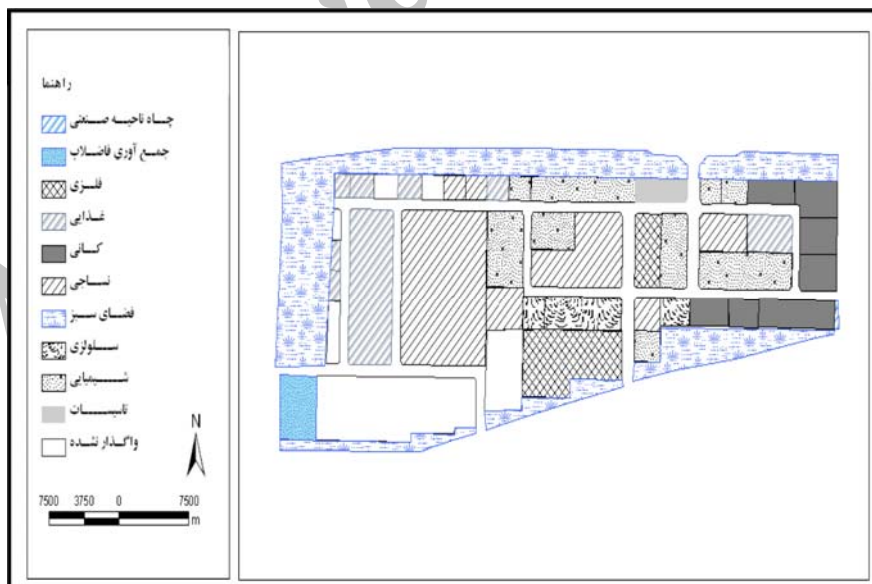 راهنما
چاه ناحیه صنعتی
جمع آوری فاضلاب
فلزی
غذایی
کانی
نساجی
فضای سبز
سلولزی
شیمیایی
تاسیسات
واگذار نشده
N
7500 3750 0 7500
m